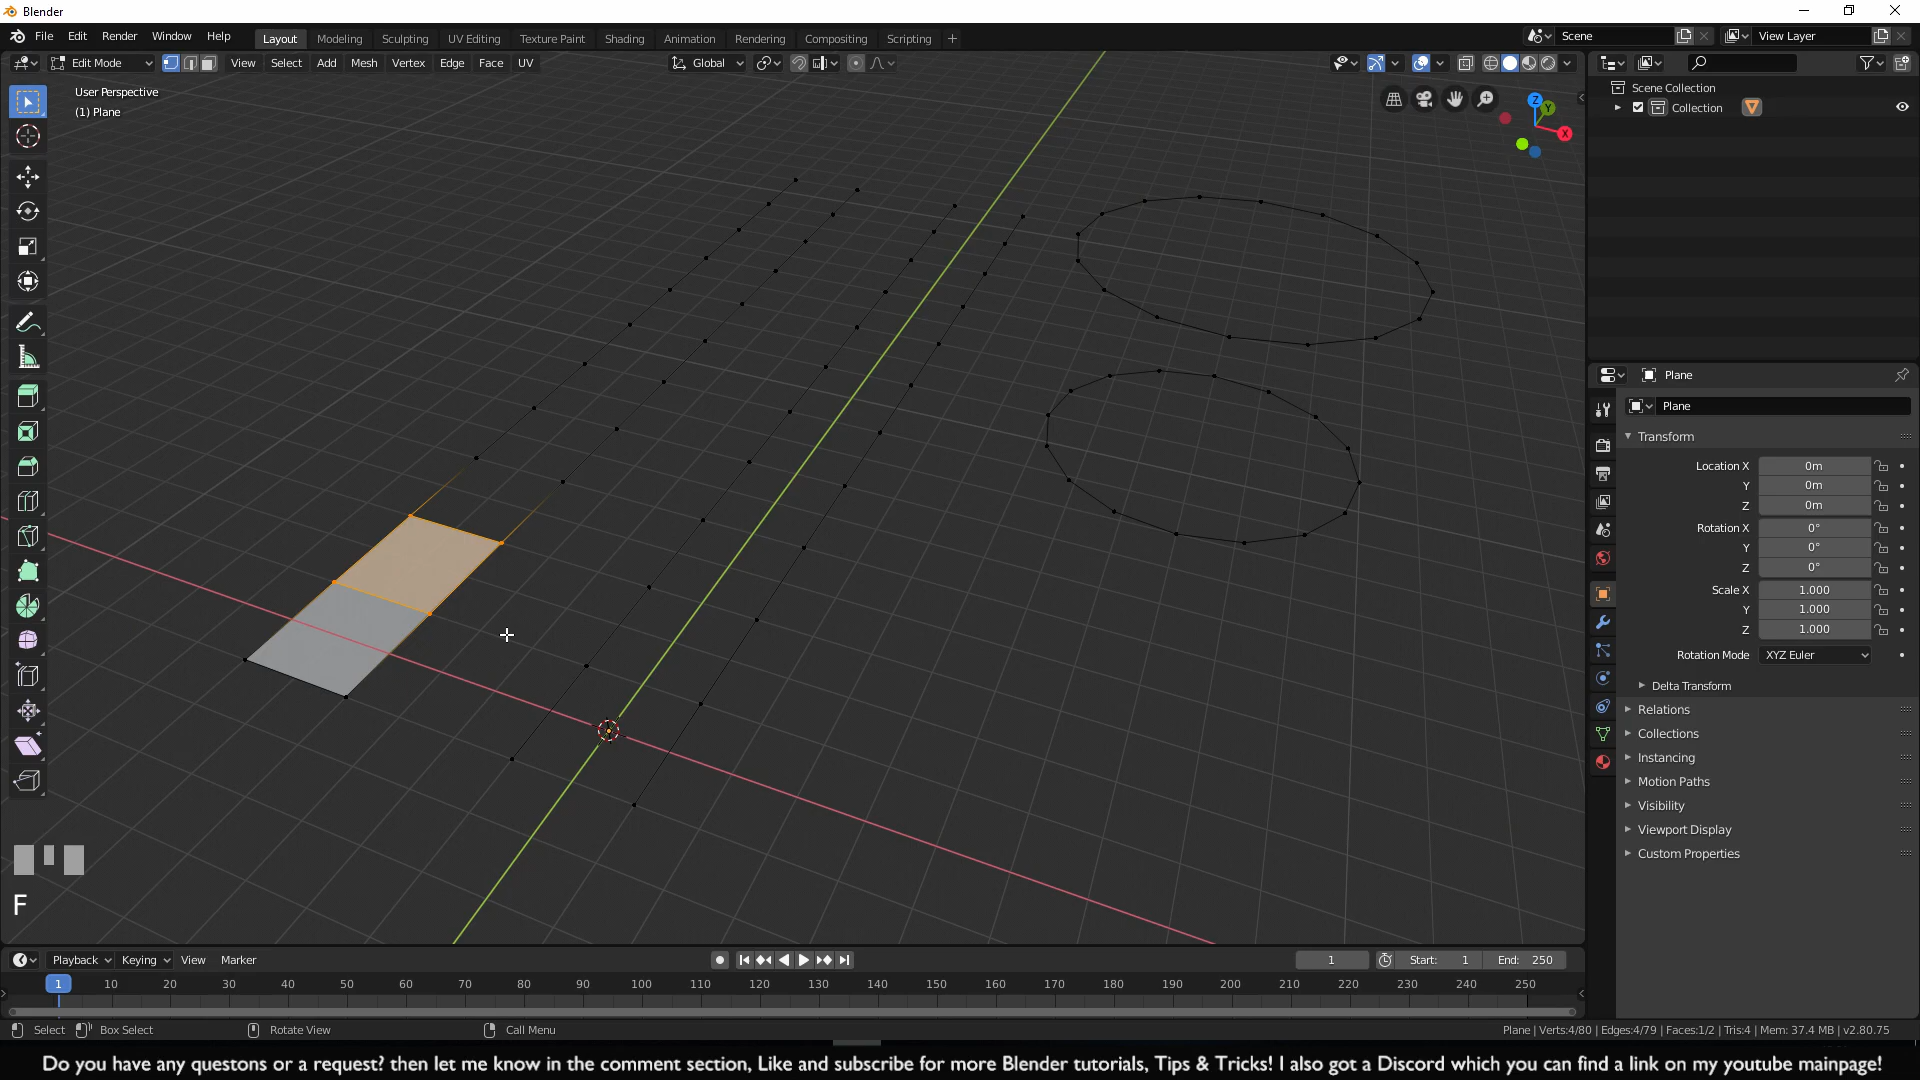 Blender
File Edit Render Window Help
Layout Modeling Sculpting UV Editing Texture Paint Shading Animation Rendering Compositing Scripting +
Scene
View Layer
Edit Mode View Select Add Mesh Vertex Edge Face UV
Global
User Perspective
(1) Plane
Z
Y
X
Scene Collection
Collection
Plane
Plane
Transform
Location X 0m
Y 0m
Z 0m
Rotation X 0°
Y 0°
Z 0°
Scale X 1.000
Y 1.000
Z 1.000
Rotation Mode XYZ Euler
Delta Transform
Relations
Collections
Instancing
Motion Paths
Visibility
Viewport Display
Custom Properties
F
Playback Keying View Marker
1 Start: 1 End: 250
1 10 20 30 40 50 60 70 80 90 100 110 120 130 140 150 160 170 180 190 200 210 220 230 240 250
Select Box Select Rotate View Call Menu
Plane | Verts:4/80 | Edges:4/79 | Faces:1/2 | Tris:4 | Mem: 37.4 MB | v2.80.75
Do you have any questons or a request? then let me know in the comment section, Like and subscribe for more Blender tutorials, Tips & Tricks! I also got a Discord which you can find a link on my youtube mainpage!